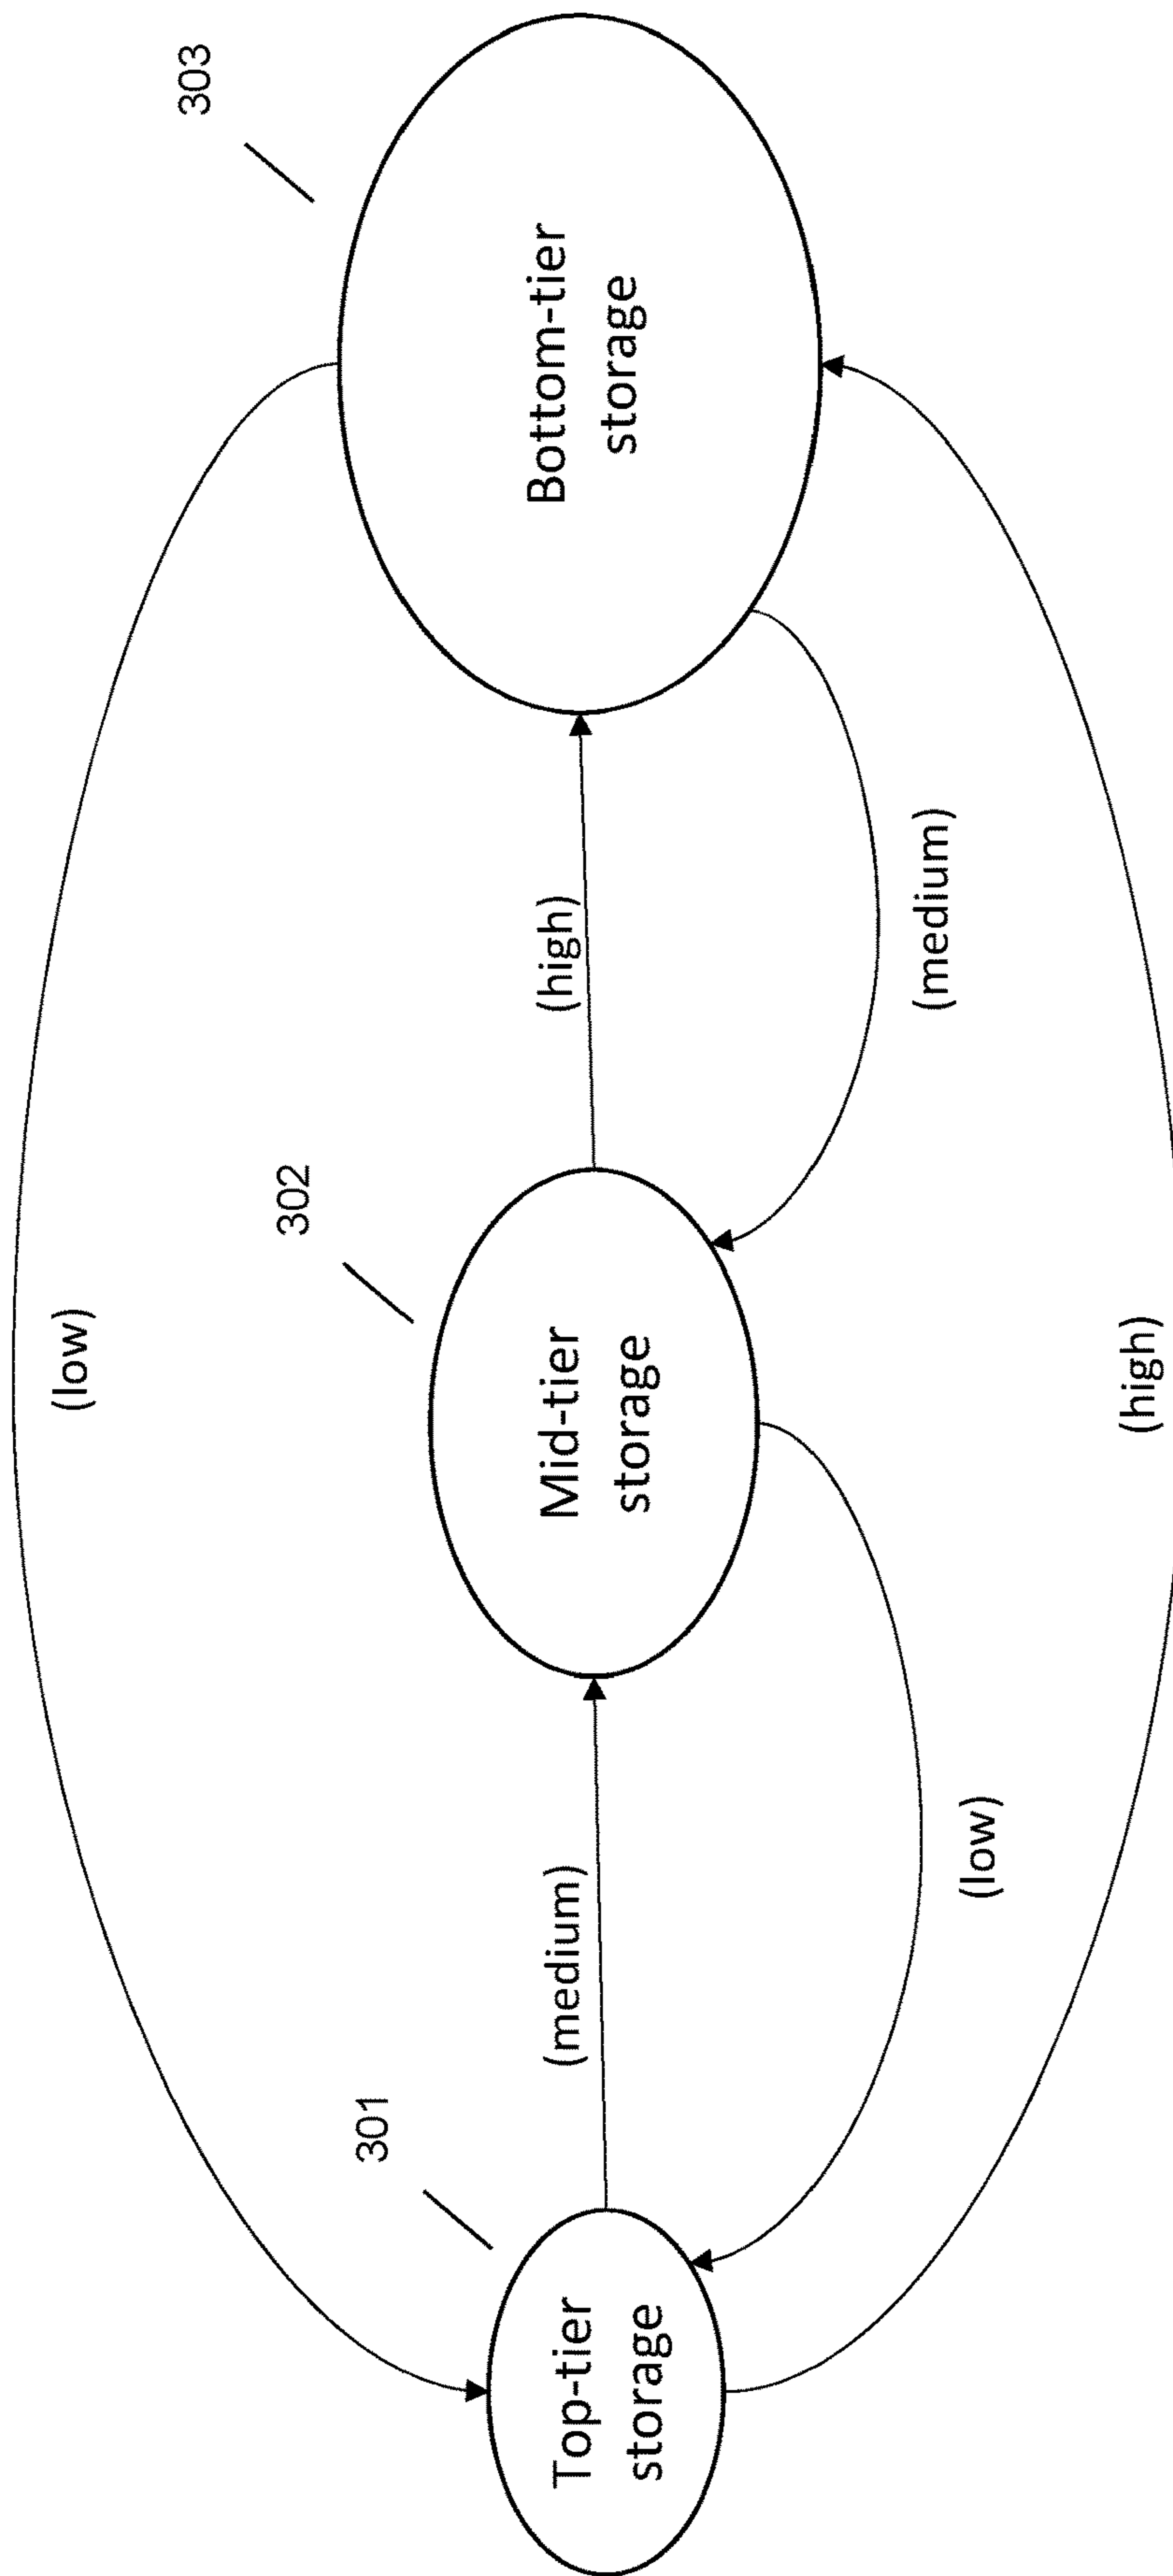 (low)
303
302
301
Top-tier
storage
(medium)
Mid-tier
storage
(high)
Bottom-tier
storage
(medium)
(low)
(high)